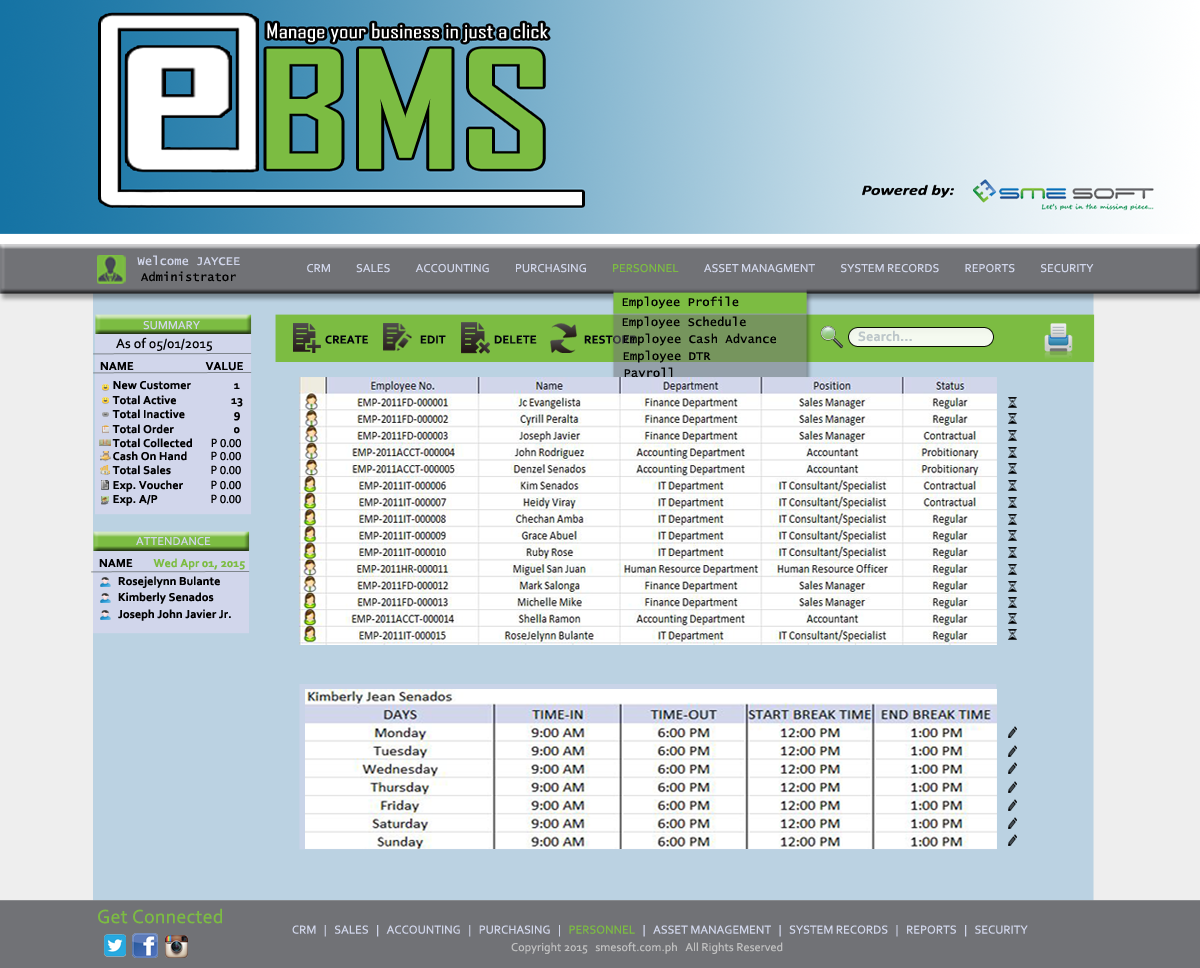 Manage your business in just a click
eBMS
Powered by: SME SOFT
Let's put in the missing piece...
Welcome JAYCEE
Administrator
CRM SALES ACCOUNTING PURCHASING PERSONNEL ASSET MANAGMENT SYSTEM RECORDS REPORTS SECURITY
Employee Profile
Employee Schedule
Employee Cash Advance
Employee DTR
Payroll
SUMMARY
As of 05/01/2015
NAME VALUE
New Customer 1
Total Active 13
Total Inactive 9
Total Order 0
Total Collected P 0.00
Cash On Hand P 0.00
Total Sales P 0.00
Exp. Voucher P 0.00
Exp. A/P P 0.00
ATTENDANCE
NAME Wed Apr 01, 2015
Rosejelynn Bulante
Kimberly Senados
Joseph John Javier Jr.
CREATE EDIT DELETE RESTORE Search...
Employee No. Name Department Position Status
EMP-2011FD-000001 Jc Evangelista Finance Department Sales Manager Regular
EMP-2011FD-000002 Cyrill Peralta Finance Department Sales Manager Regular
EMP-2011FD-000003 Joseph Javier Finance Department Sales Manager Contractual
EMP-2011ACCT-000004 John Rodriguez Accounting Department Accountant Probitionary
EMP-2011ACCT-000005 Denzel Senados Accounting Department Accountant Probitionary
EMP-2011IT-000006 Kim Senados IT Department IT Consultant/Specialist Contractual
EMP-2011IT-000007 Heidy Viray IT Department IT Consultant/Specialist Contractual
EMP-2011IT-000008 Chechan Amba IT Department IT Consultant/Specialist Regular
EMP-2011IT-000009 Grace Abuel IT Department IT Consultant/Specialist Regular
EMP-2011IT-000010 Ruby Rose IT Department IT Consultant/Specialist Regular
EMP-2011HR-000011 Miguel San Juan Human Resource Department Human Resource Officer Regular
EMP-2011FD-000012 Mark Salonga Finance Department Sales Manager Regular
EMP-2011FD-000013 Michelle Mike Finance Department Sales Manager Regular
EMP-2011ACCT-000014 Shella Ramon Accounting Department Accountant Regular
EMP-2011IT-000015 RoseJelynn Bulante IT Department IT Consultant/Specialist Regular
Kimberly Jean Senados
DAYS TIME-IN TIME-OUT START BREAK TIME END BREAK TIME
Monday 9:00 AM 6:00 PM 12:00 PM 1:00 PM
Tuesday 9:00 AM 6:00 PM 12:00 PM 1:00 PM
Wednesday 9:00 AM 6:00 PM 12:00 PM 1:00 PM
Thursday 9:00 AM 6:00 PM 12:00 PM 1:00 PM
Friday 9:00 AM 6:00 PM 12:00 PM 1:00 PM
Saturday 9:00 AM 6:00 PM 12:00 PM 1:00 PM
Sunday 9:00 AM 6:00 PM 12:00 PM 1:00 PM
Get Connected
CRM | SALES | ACCOUNTING | PURCHASING | PERSONNEL | ASSET MANAGEMENT | SYSTEM RECORDS | REPORTS | SECURITY
Copyright 2015 smesoft.com.ph All Rights Reserved